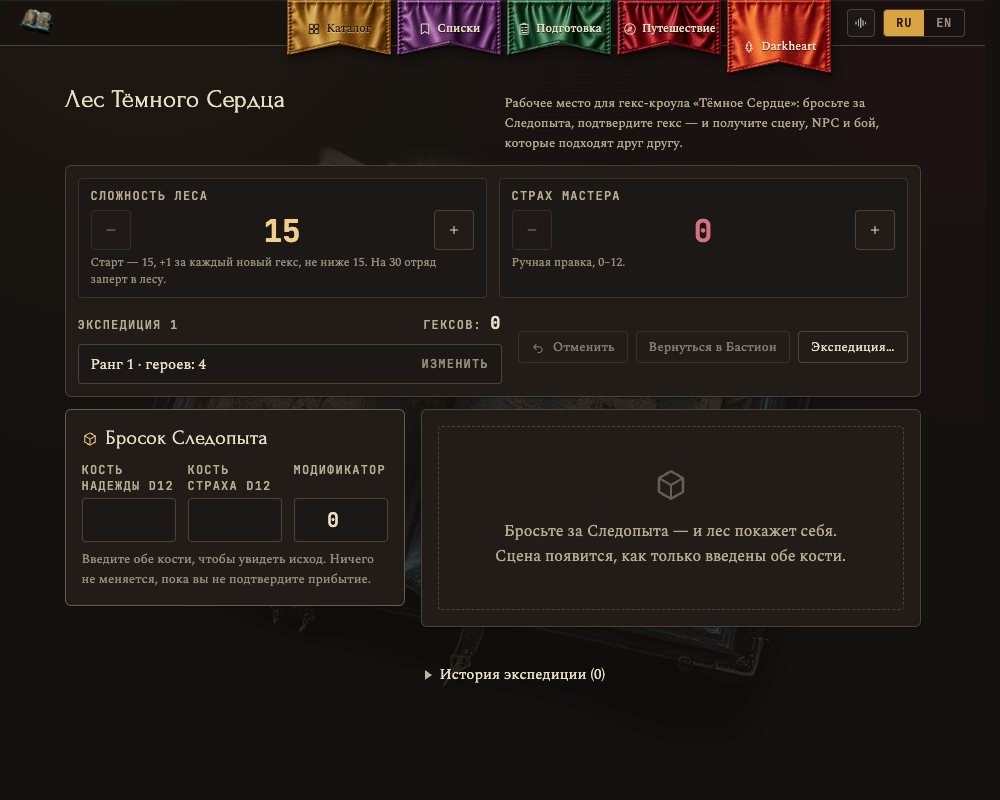 Каталог
Списки
Подготовка
Путешествие
Darkheart
RU
EN
Лес Тёмного Сердца
Рабочее место для гекс-кроула «Тёмное Сердце»: бросьте за
Следопыта, подтвердите гекс — и получите сцену, NPC и бой,
которые подходят друг другу.
СЛОЖНОСТЬ ЛЕСА
−
15
+
Старт — 15, +1 за каждый новый гекс, не ниже 15. На 30 отряд
заперт в лесу.
СТРАХ МАСТЕРА
−
0
+
Ручная правка, 0–12.
ЭКСПЕДИЦИЯ 1
ГЕКСОВ: 0
Ранг 1 · героев: 4
ИЗМЕНИТЬ
Отменить
Вернуться в Бастион
Экспедиция…
Бросок Следопыта
КОСТЬ
НАДЕЖДЫ D12
КОСТЬ
СТРАХА D12
МОДИФИКАТОР
0
Введите обе кости, чтобы увидеть исход. Ничего
не меняется, пока вы не подтвердите прибытие.
Бросьте за Следопыта — и лес покажет себя.
Сцена появится, как только введены обе кости.
История экспедиции (0)